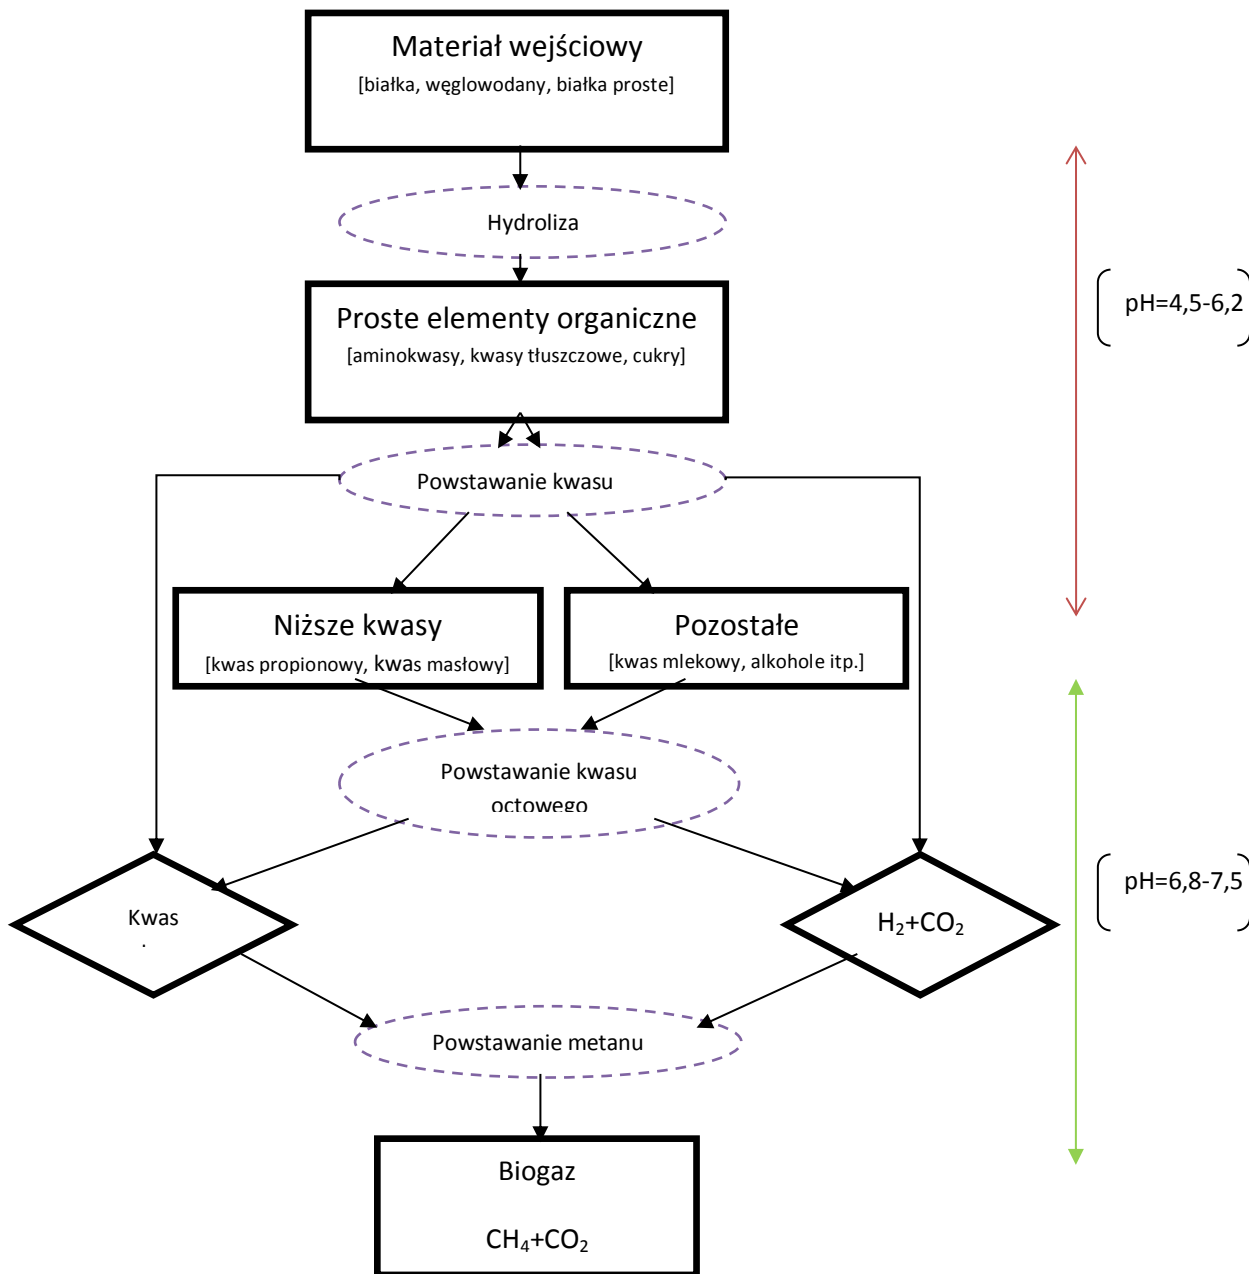 Materiał wejściowy
[białka, węglowodany, białka proste]
Hydroliza
pH=4,5-6,2
Proste elementy organiczne
[aminokwasy, kwasy tłuszczowe, cukry]
Powstawanie kwasu
Niższe kwasy
[kwas propionowy, kwas masłowy]
Pozostałe
[kwas mlekowy, alkohole itp.]
Powstawanie kwasu
octowego
pH=6,8-7,5
Kwas
H₂+CO₂
Powstawanie metanu
Biogaz
CH₄+CO₂